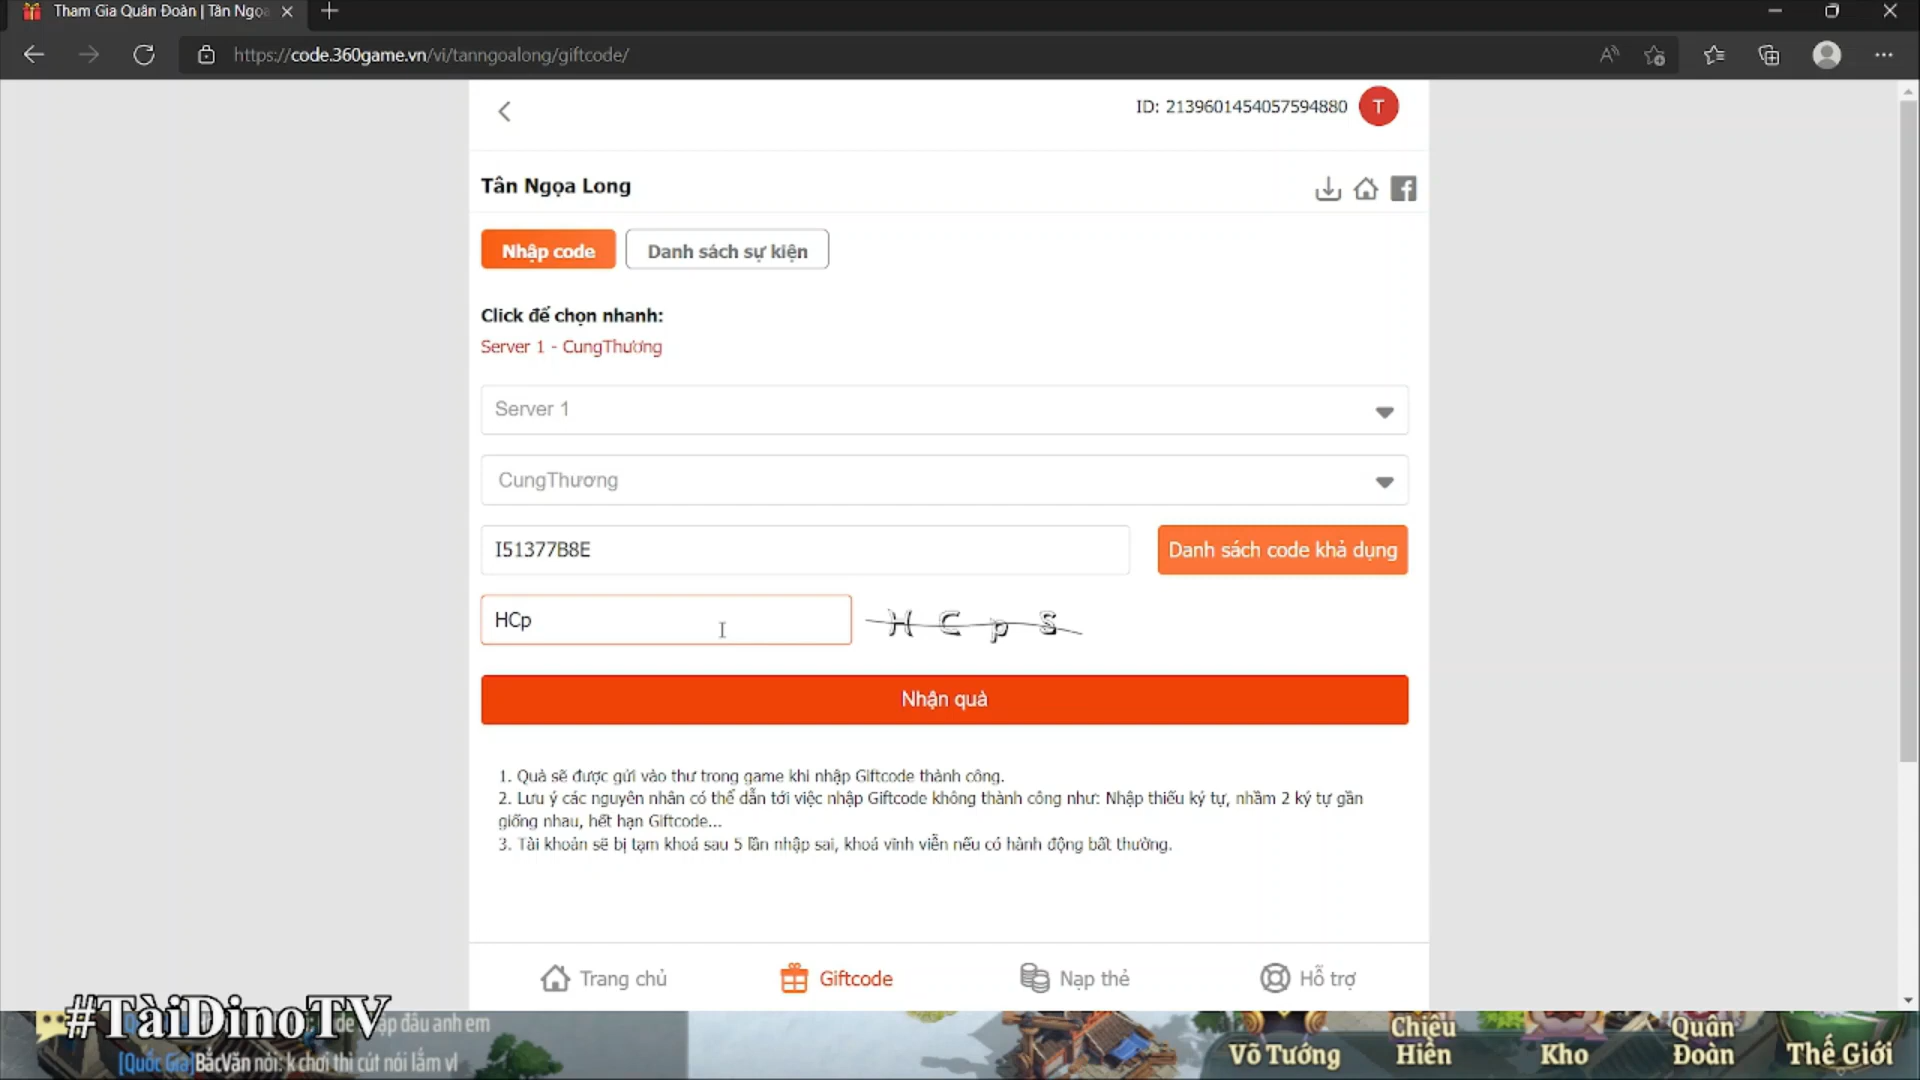 Tham Gia Quân Đoàn | Tân Ngọa
https://code.360game.vn/vi/tanngoalong/giftcode/
ID: 2139601454057594880
T
Tân Ngọa Long
Nhập code
Danh sách sự kiện
Click để chọn nhanh:
Server 1 - CungThương
Server 1
CungThương
I51377B8E
Danh sách code khả dụng
HCp
H C p S
Nhận quà
1. Quà sẽ được gửi vào thư trong game khi nhập Giftcode thành công.
2. Lưu ý các nguyên nhân có thể dẫn tới việc nhập Giftcode không thành công như: Nhập thiếu ký tự, nhầm 2 ký tự gần
giống nhau, hết hạn Giftcode...
3. Tài khoản sẽ bị tạm khoá sau 5 lần nhập sai, khoá vĩnh viễn nếu có hành động bất thường.
Trang chủ
Giftcode
Nạp thẻ
Hỗ trợ
#TàiDinoTV
đâu anh em
[Quốc Gia]BắcVăn nói: k chơi thì cút nói lắm vl
Võ Tướng
Chiêu
Hiền
Kho
Quân
Đoàn
Thế Giới